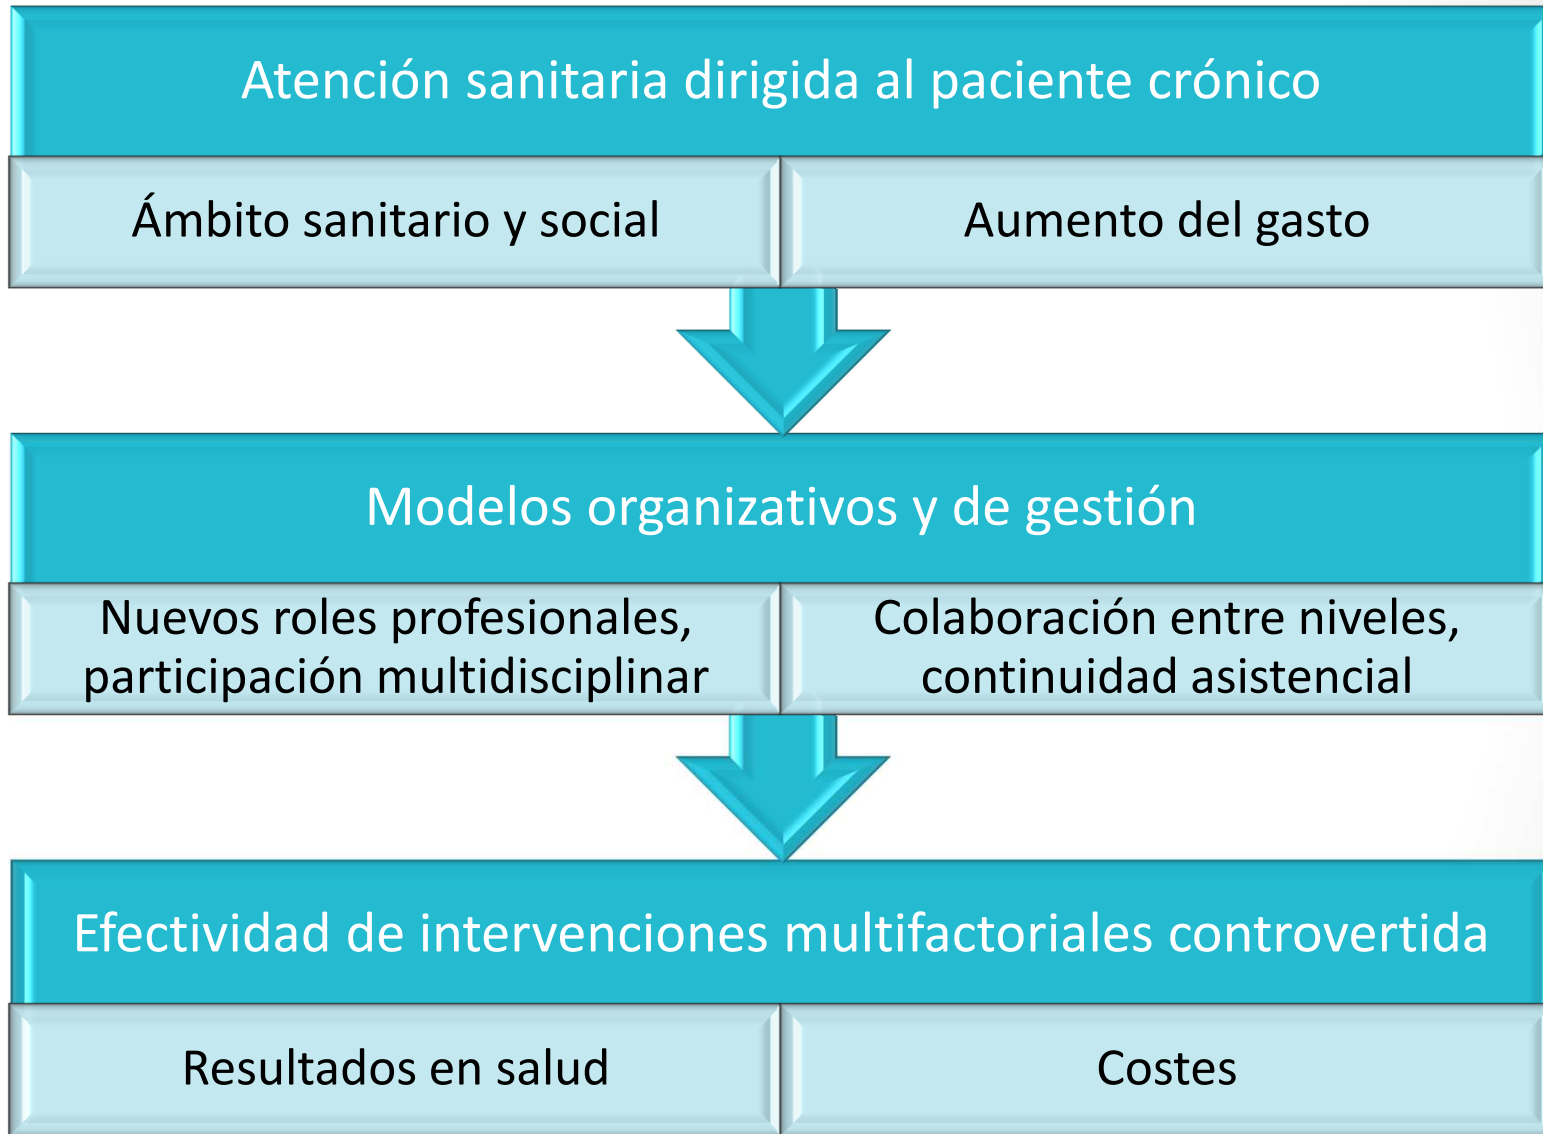 Atención sanitaria dirigida al paciente crónico
Ámbito sanitario y social
Aumento del gasto
Modelos organizativos y de gestión
Nuevos roles profesionales,
participación multidisciplinar
Colaboración entre niveles,
continuidad asistencial
Efectividad de intervenciones multifactoriales controvertida
Resultados en salud
Costes